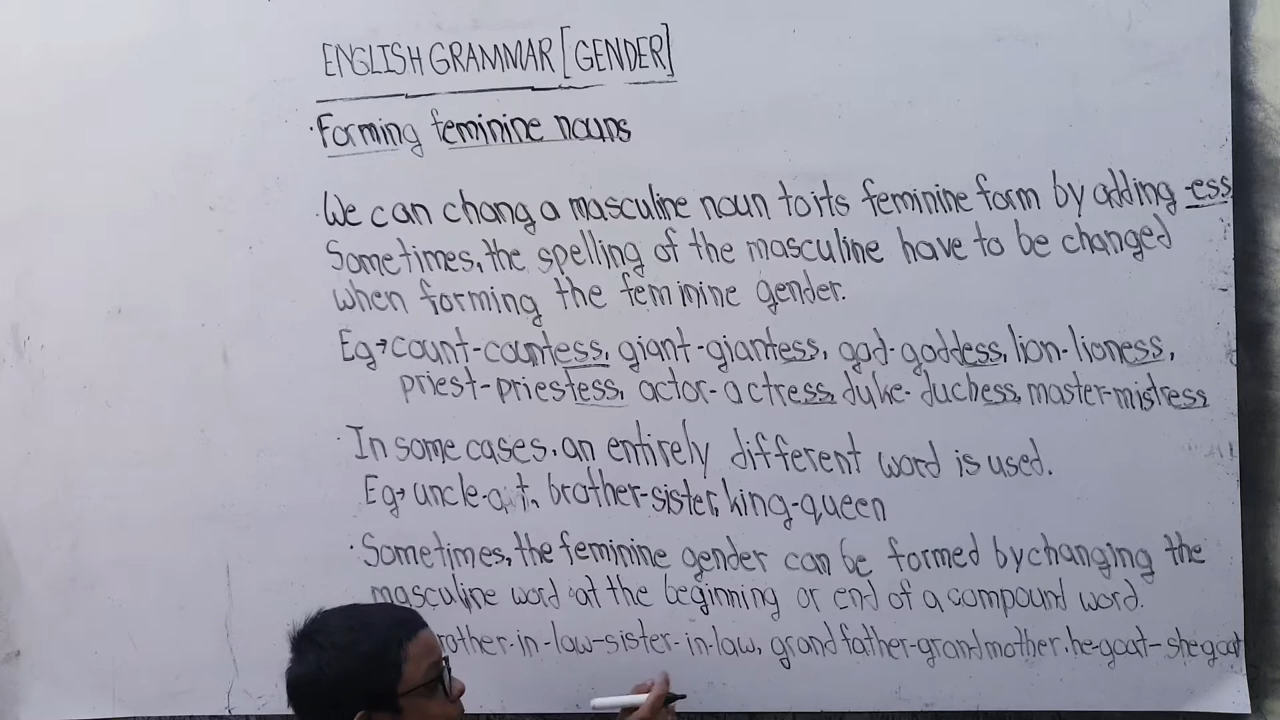 ENGLISH GRAMMAR [GENDER]
·Forming feminine nouns
·We can chang a masculine noun to its feminine form by adding -ess
Sometimes, the spelling of the masculine have to be changed
when forming the feminine gender.
Eg→count-countess, giant-giantess, god-goddess, lion-lioness,
priest-priestess, actor-actress, duke-duchess, master-mistress
·In some cases, an entirely different word is used.
Eg→ uncle- brother-sister, king-queen
·Sometimes, the feminine gender can be formed by changing the
masculine word at the beginning or end of a compound word.
rother-in-law-sister-in-law, grandfather-grandmother, he-goat-she-goat